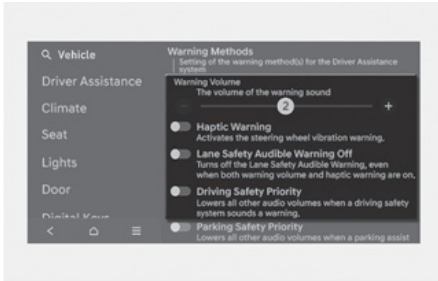 Vehicle
Driver Assistance
Climate
Seat
Lights
Door
Digital Keys
Warning Methods
Setting of the warning method(s) for the Driver Assistance
system
Warning Volume
The volume of the warning sound
2
Haptic Warning
Activates the steering wheel vibration warning.
Lane Safety Audible Warning Off
Turns off the Lane Safety Audible Warning, even
when both warning volume and haptic warning are on.
Driving Safety Priority
Lowers all other audio volumes when a driving safety
system sounds a warning.
Parking Safety Priority
Lowers all other audio volumes when a parking assist